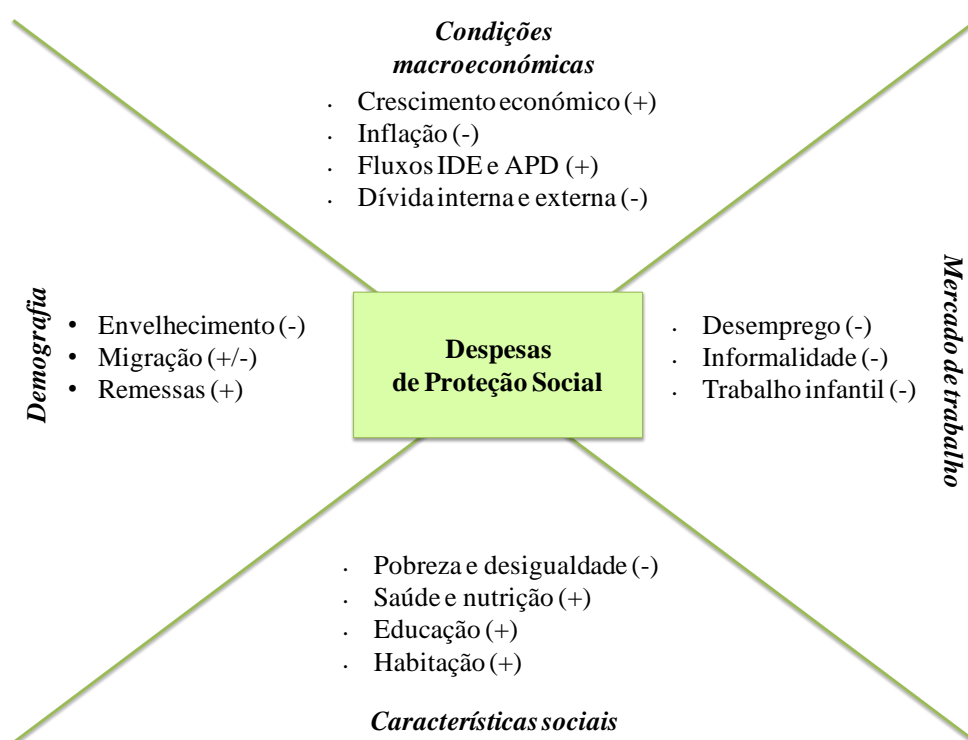 Condições
macroeconómicas
· Crescimento económico (+)
· Inflação (-)
· Fluxos IDE e APD (+)
· Dívida interna e externa (-)
Demografia
• Envelhecimento (-)
• Migração (+/-)
• Remessas (+)
Despesas
de Proteção Social
· Desemprego (-)
· Informalidade (-)
· Trabalho infantil (-)
Mercado de trabalho
· Pobreza e desigualdade (-)
· Saúde e nutrição (+)
· Educação (+)
· Habitação (+)
Características sociais